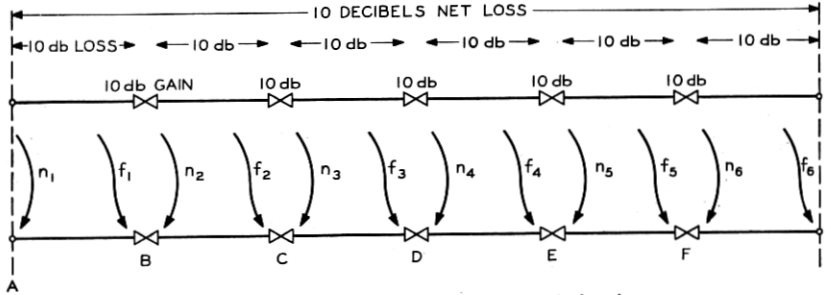 10 DECIBELS NET LOSS
10 db LOSS 10 db 10 db 10 db 10 db 10 db
10 db GAIN 10 db 10 db 10 db 10 db
n1 f1 n2 f2 n3 f3 n4 f4 n5 f5 n6 f6
B C D E F
A